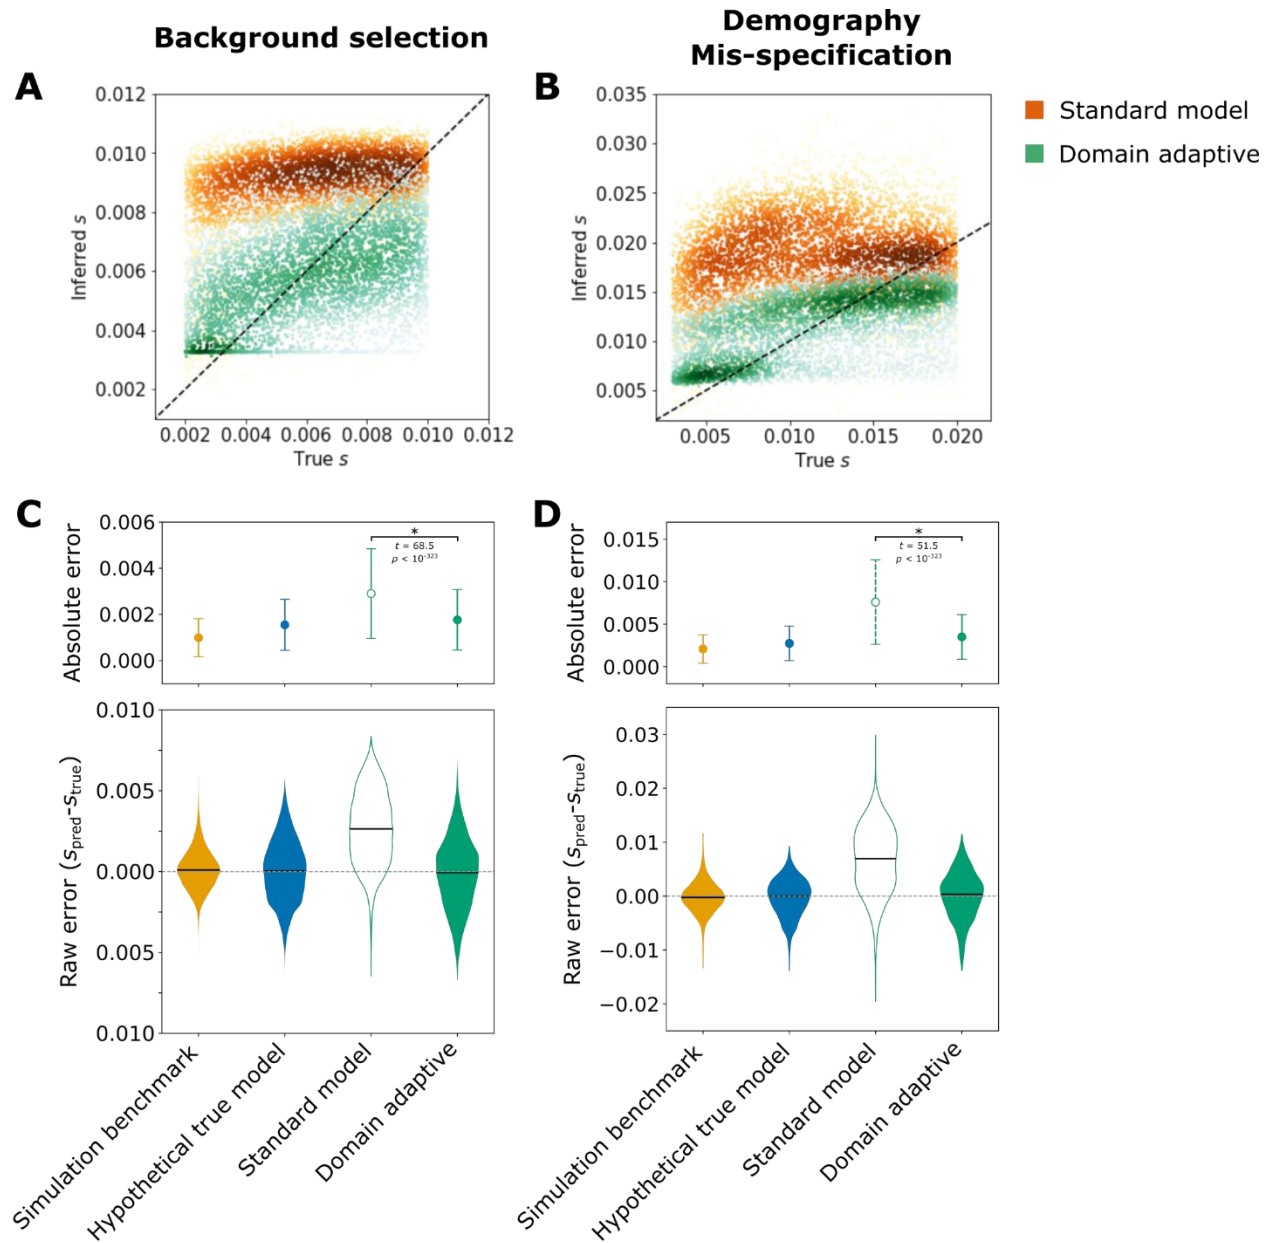 Background selection
Demography
Mis-specification
A
B
Standard model
Domain adaptive
0.012
0.010
0.008
0.006
0.004
0.002
Inferred s
0.002 0.004 0.006 0.008 0.010 0.012
True s
0.035
0.030
0.025
0.020
0.015
0.010
0.005
Inferred s
0.005 0.010 0.015 0.020
True s
C
0.006
0.004
0.002
0.000
Absolute error
*
t = 68.5
p < 10-323
0.010
0.005
0.000
0.005
0.010
Raw error (spred-strue)
Simulation benchmark
Hypothetical true model
Standard model
Domain adaptive
D
0.015
0.010
0.005
0.000
Absolute error
*
t = 51.5
p < 10-323
0.03
0.02
0.01
0.00
−0.01
−0.02
Raw error (spred-strue)
Simulation benchmark
Hypothetical true model
Standard model
Domain adaptive